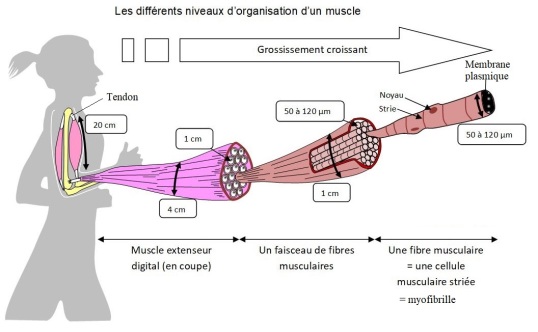 Les différents niveaux d'organisation d'un muscle
Grossissement croissant
Membrane
plasmique
Noyau
Strie
Tendon
20 cm
1 cm
50 à 120 µm
50 à 120 µm
4 cm
1 cm
Muscle extenseur
digital (en coupe)
Un faisceau de fibres
musculaires
Une fibre musculaire
= une cellule
musculaire striée
= myofibrille